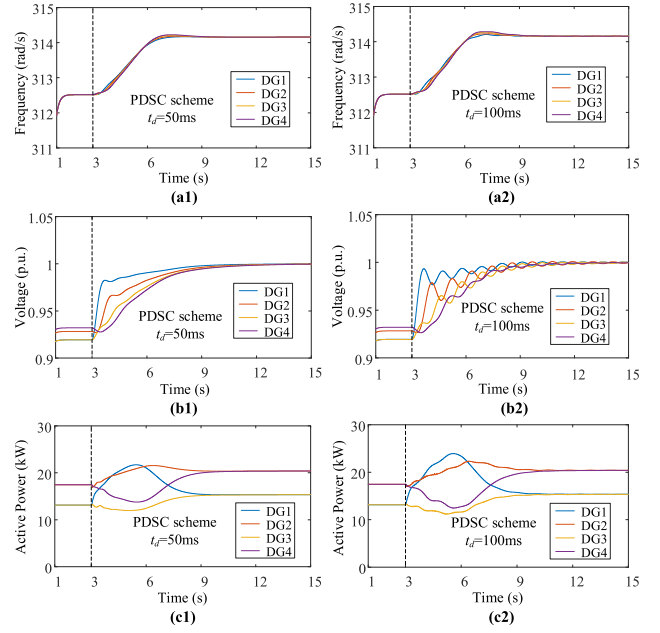 315
314
313
312
311
Frequency (rad/s)
PDSC scheme
t_d=50ms
DG1
DG2
DG3
DG4
1 3 6 9 12 15
Time (s)
(a1)
315
314
313
312
311
Frequency (rad/s)
PDSC scheme
t_d=100ms
DG1
DG2
DG3
DG4
1 3 6 9 12 15
Time (s)
(a2)
1.05
1
0.95
0.9
Voltage (p.u.)
PDSC scheme
t_d=50ms
DG1
DG2
DG3
DG4
1 3 6 9 12 15
Time (s)
(b1)
1.05
1
0.95
0.9
Voltage (p.u.)
PDSC scheme
t_d=100ms
DG1
DG2
DG3
DG4
1 3 6 9 12 15
Time (s)
(b2)
30
20
10
0
Active Power (kW)
PDSC scheme
t_d=50ms
DG1
DG2
DG3
DG4
1 3 6 9 12 15
Time (s)
(c1)
30
20
10
0
Active Power (kW)
PDSC scheme
t_d=100ms
DG1
DG2
DG3
DG4
1 3 6 9 12 15
Time (s)
(c2)